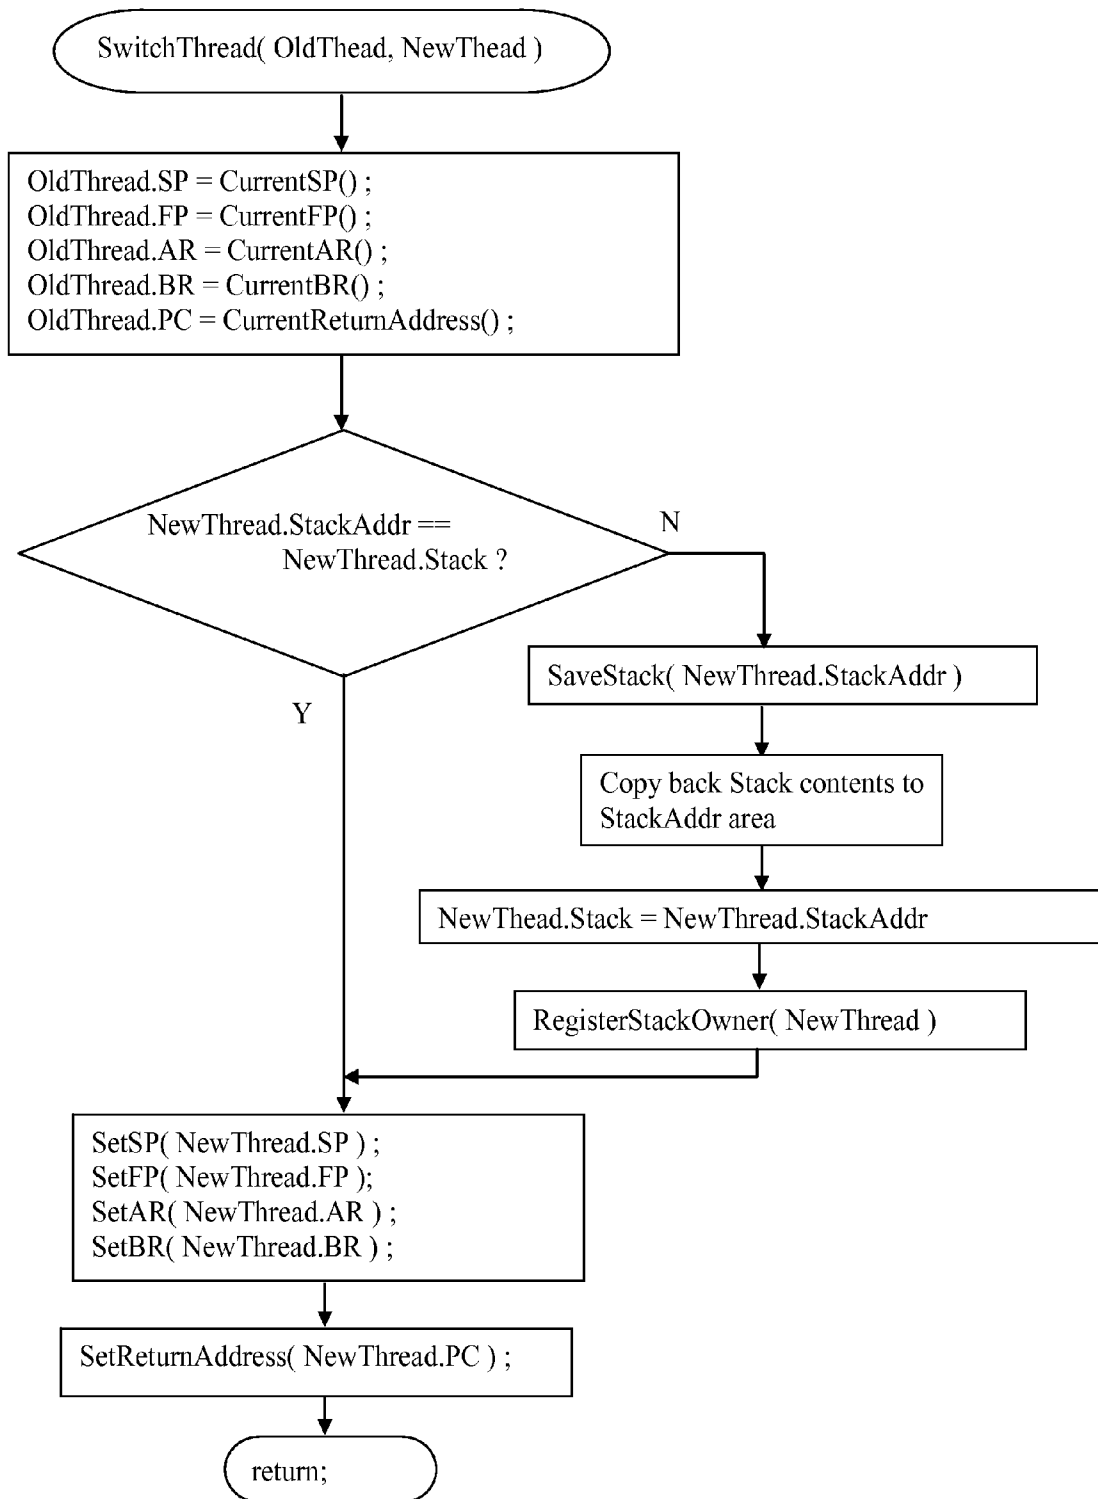 SwitchThread( OldThead, NewThead )
OldThread.SP = CurrentSP() ;
OldThread.FP = CurrentFP() ;
OldThread.AR = CurrentAR() ;
OldThread.BR = CurrentBR() ;
OldThread.PC = CurrentReturnAddress() ;
NewThread.StackAddr ==
NewThread.Stack ?
N
Y
SaveStack( NewThread.StackAddr )
Copy back Stack contents to
StackAddr area
NewThead.Stack = NewThread.StackAddr
RegisterStackOwner( NewThread )
SetSP( NewThread.SP ) ;
SetFP( NewThread.FP );
SetAR( NewThread.AR ) ;
SetBR( NewThread.BR ) ;
SetReturnAddress( NewThread.PC ) ;
return;